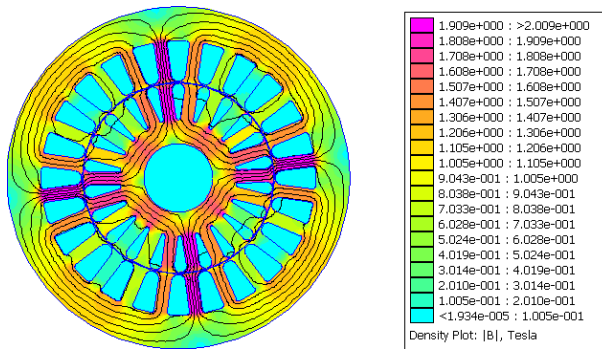 1.909e+000 : >2.009e+000
1.808e+000 : 1.909e+000
1.708e+000 : 1.808e+000
1.608e+000 : 1.708e+000
1.507e+000 : 1.608e+000
1.407e+000 : 1.507e+000
1.306e+000 : 1.407e+000
1.206e+000 : 1.306e+000
1.105e+000 : 1.206e+000
1.005e+000 : 1.105e+000
9.043e-001 : 1.005e+000
8.038e-001 : 9.043e-001
7.033e-001 : 8.038e-001
6.028e-001 : 7.033e-001
5.024e-001 : 6.028e-001
4.019e-001 : 5.024e-001
3.014e-001 : 4.019e-001
2.010e-001 : 3.014e-001
1.005e-001 : 2.010e-001
<1.934e-005 : 1.005e-001
Density Plot: |B|, Tesla